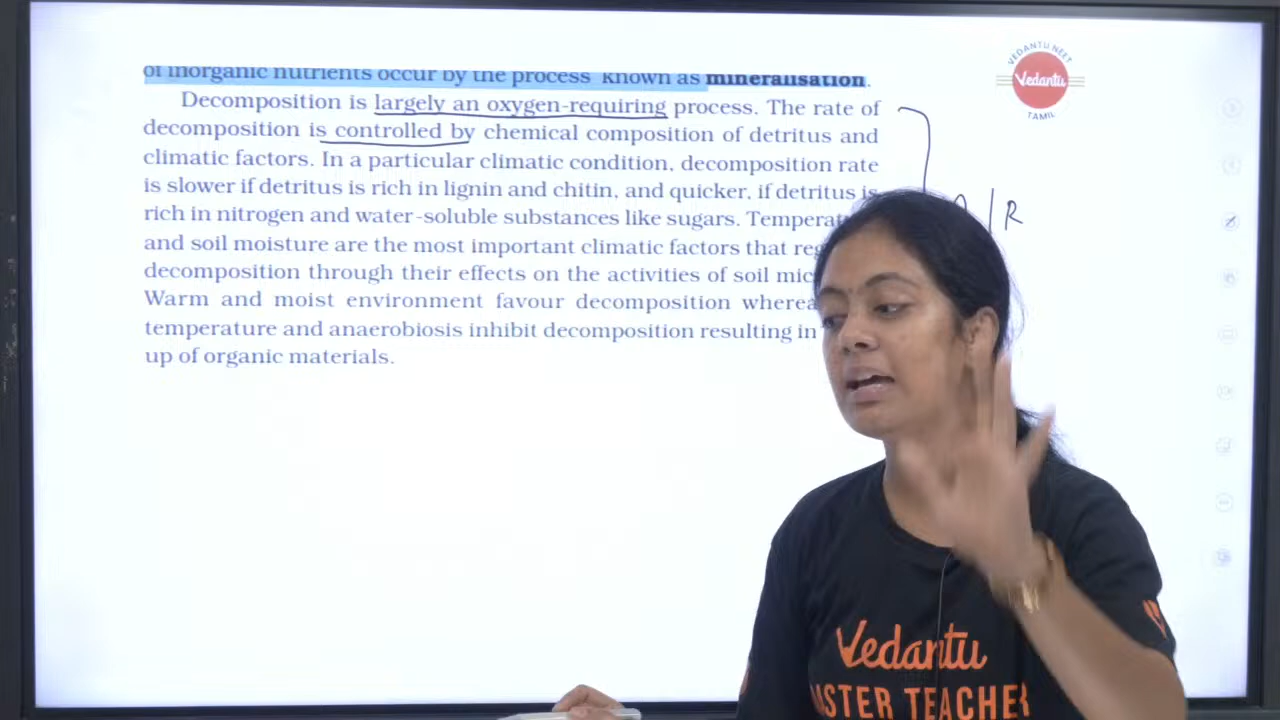 of inorganic nutrients occur by the process known as mineralisation.
Decomposition is largely an oxygen-requiring process. The rate of
decomposition is controlled by chemical composition of detritus and
climatic factors. In a particular climatic condition, decomposition rate
is slower if detritus is rich in lignin and chitin, and quicker, if detritus is
rich in nitrogen and water-soluble substances like sugars.
and soil moisture are the most important climatic factors that
decomposition through their effects on the activities of soil
Warm and moist environment favour decomposition
temperature and anaerobiosis inhibit decomposition resulting in
up of organic materials.
VEDANTU NEET
Vedantu
TAMIL
/R
Vedantu
TEACHER